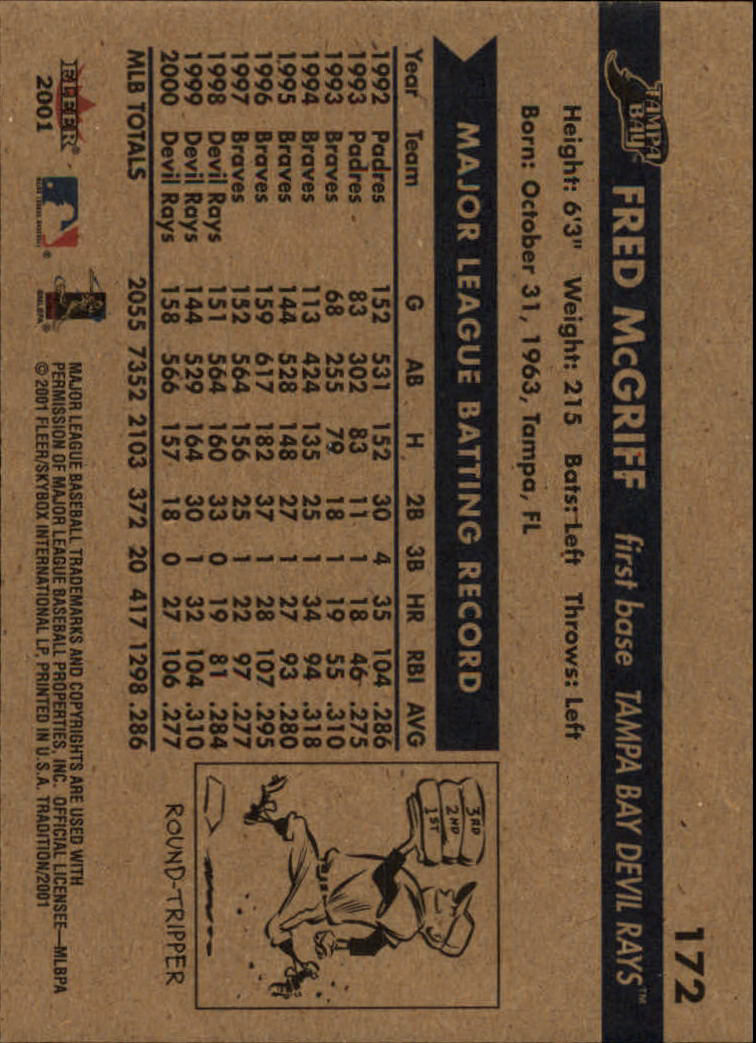 172
TAMPA BAY
FRED McGRIFF first base TAMPA BAY DEVIL RAYS™
Height: 6'3" Weight: 215 Bats: Left Throws: Left
Born: October 31, 1963, Tampa, FL
MAJOR LEAGUE BATTING RECORD
Year Team G AB H 2B 3B HR RBI AVG
1992 Padres 152 531 152 30 4 35 104 .286
1993 Padres 83 302 83 11 1 18 46 .275
1993 Braves 68 255 79 18 1 19 55 .310
1994 Braves 113 424 135 25 1 34 94 .318
1995 Braves 144 528 148 27 1 27 93 .280
1996 Braves 159 617 182 37 1 28 107 .295
1997 Braves 152 564 156 25 1 22 97 .277
1998 Devil Rays 151 564 160 33 0 19 81 .284
1999 Devil Rays 144 529 164 30 1 32 104 .310
2000 Devil Rays 158 566 157 18 0 27 106 .277
MLB TOTALS 2055 7352 2103 372 20 417 1298 .286
3RD
2ND
1ST
ROUND-TRIPPER
FLEER®
2001
MAJOR LEAGUE BASEBALL TRADEMARKS AND COPYRIGHTS ARE USED WITH
PERMISSION OF MAJOR LEAGUE BASEBALL PROPERTIES, INC. OFFICIAL LICENSEE—MLBPA
© 2001 FLEER/SKYBOX INTERNATIONAL LP, PRINTED IN U.S.A. TRADITION/2001